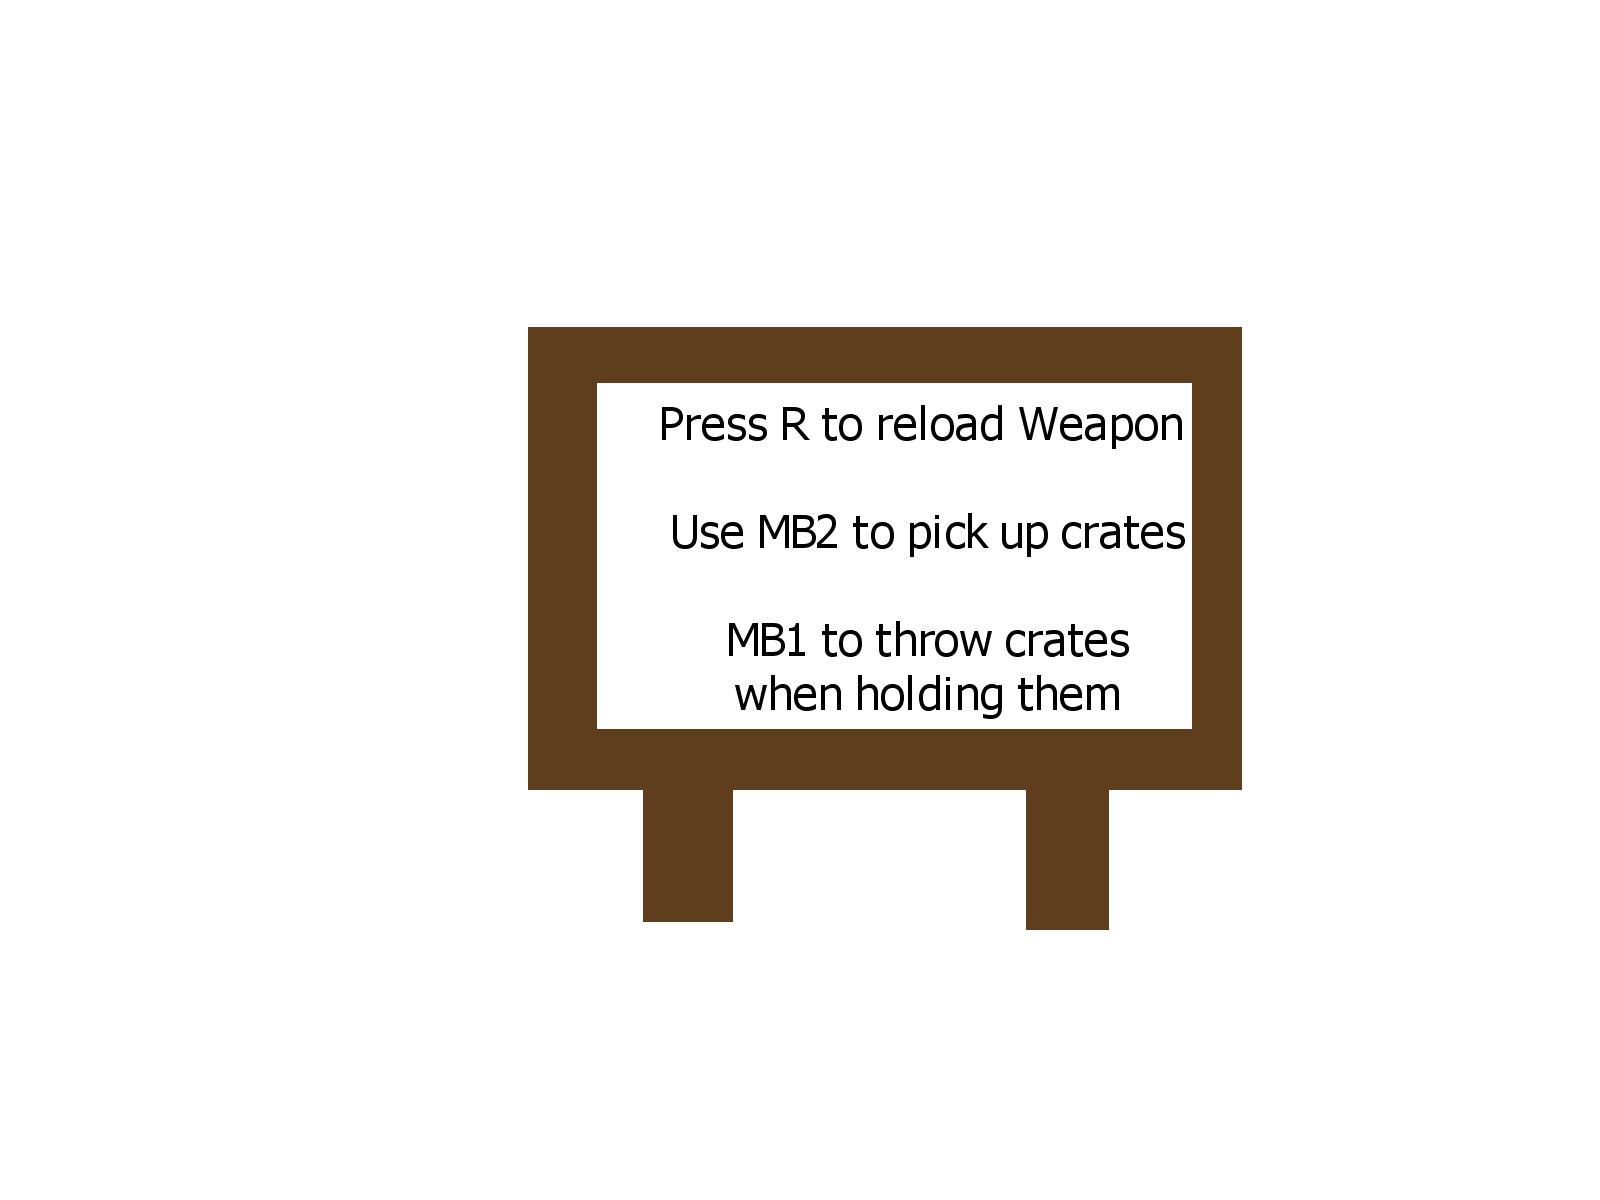 Press R to reload Weapon
Use MB2 to pick up crates
MB1 to throw crates
when holding them